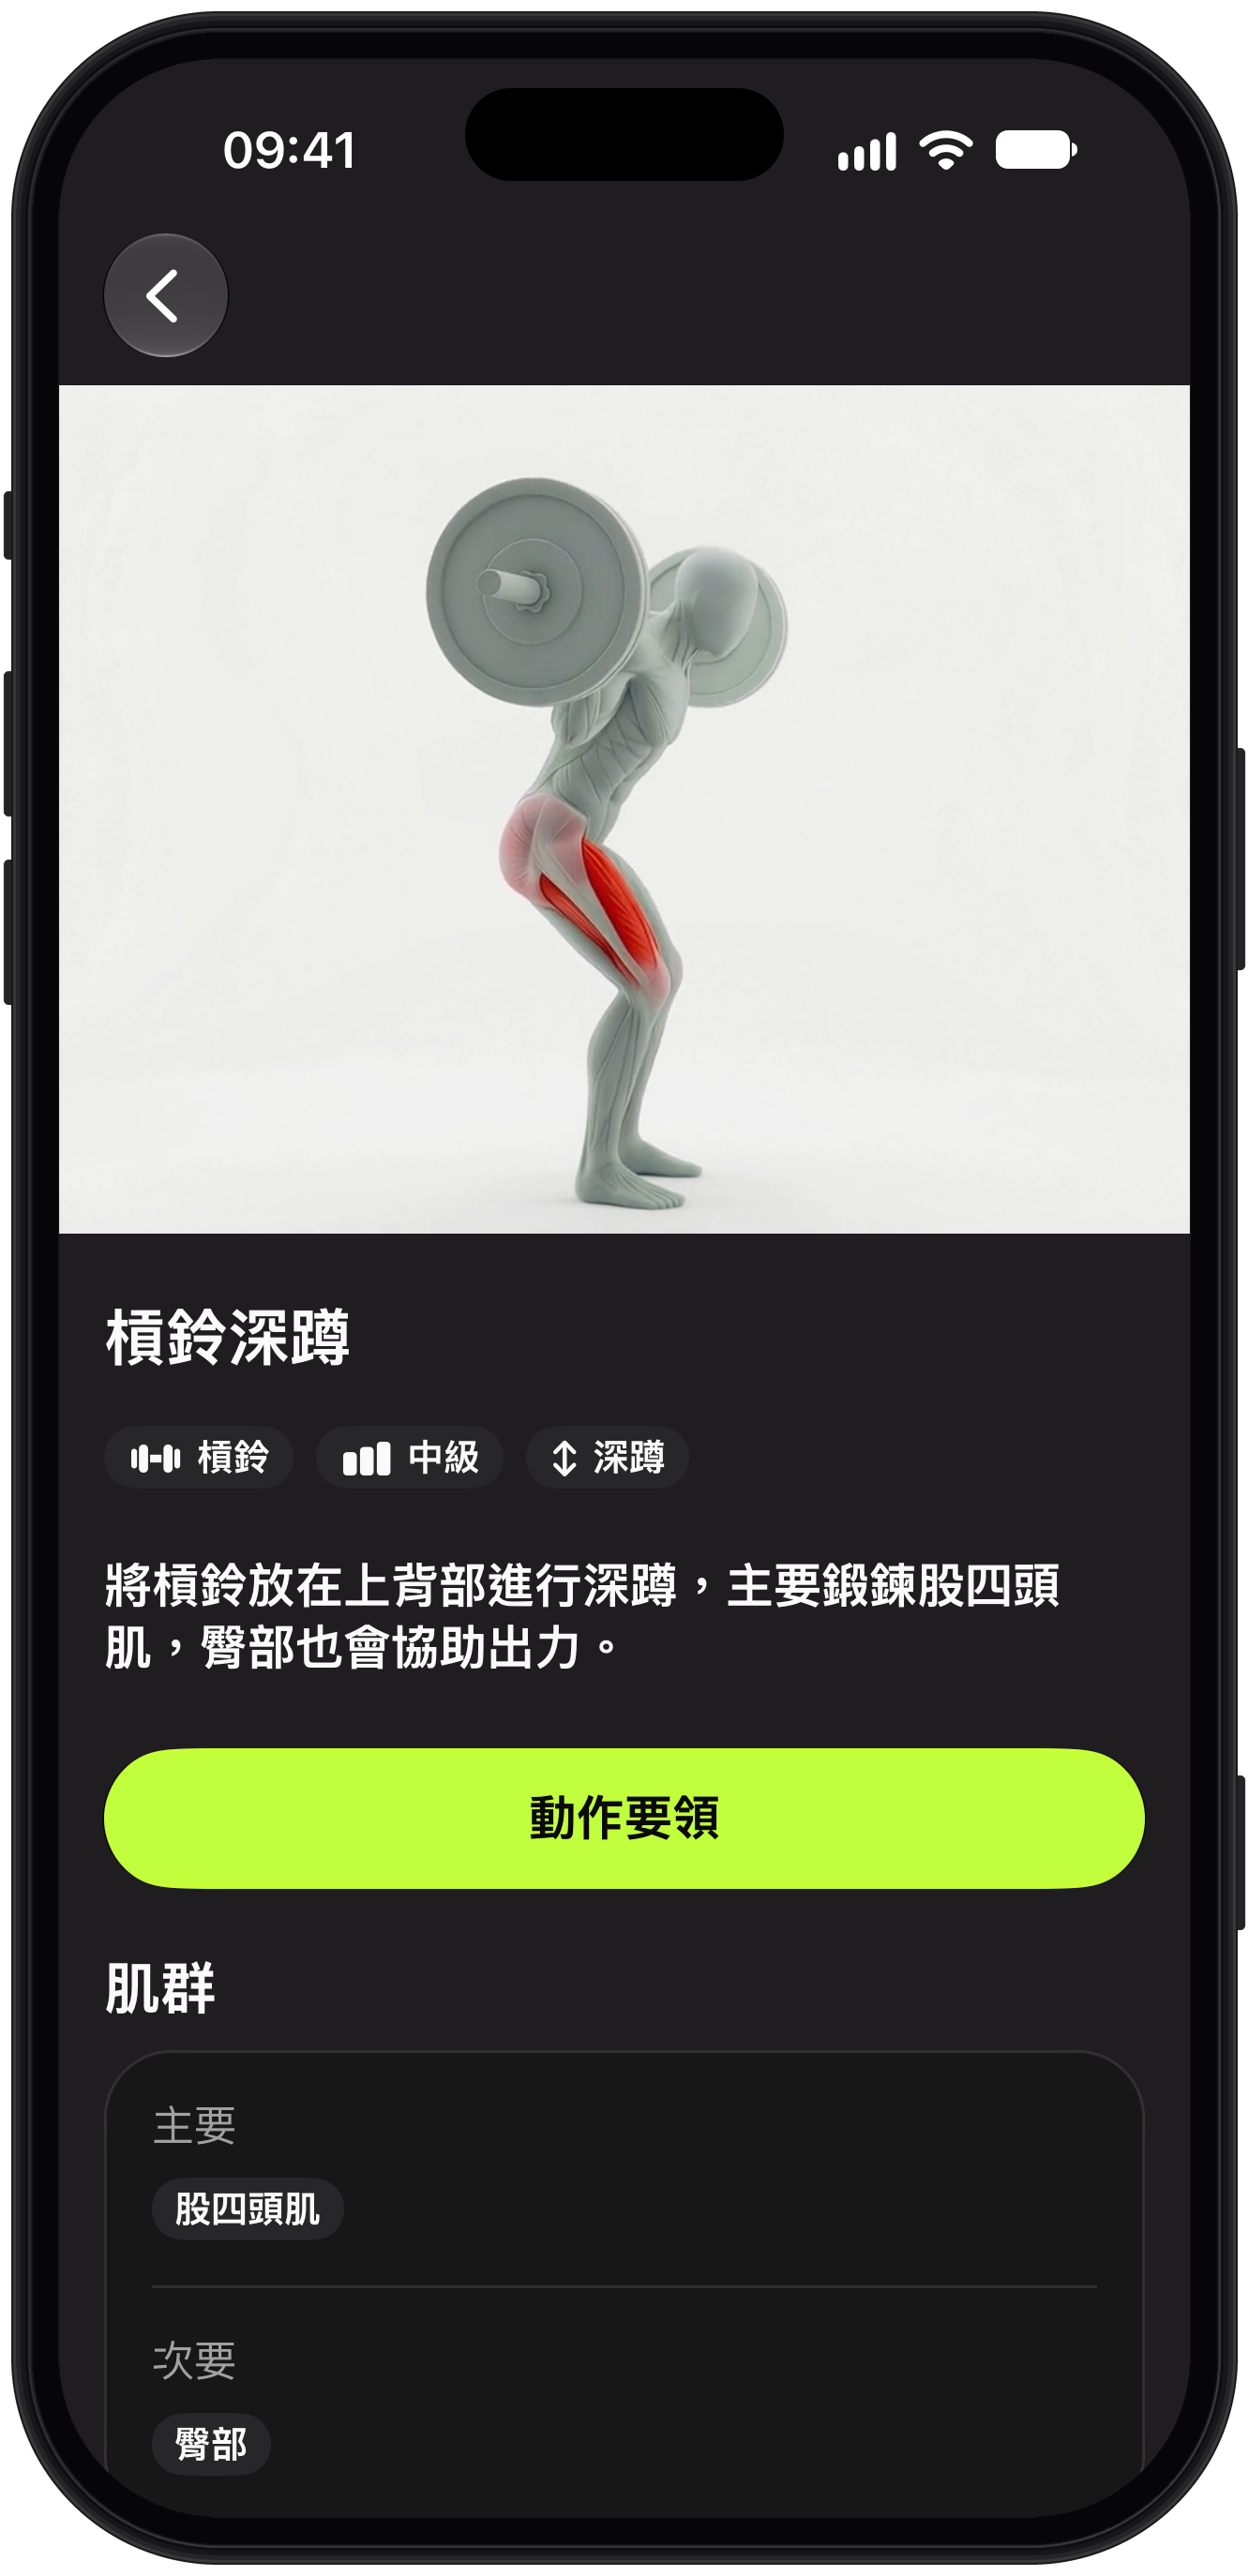 09:41
槓鈴深蹲
槓鈴
中級
深蹲
將槓鈴放在上背部進行深蹲，主要鍛鍊股四頭
肌，臀部也會協助出力。
動作要領
肌群
主要
股四頭肌
次要
臀部